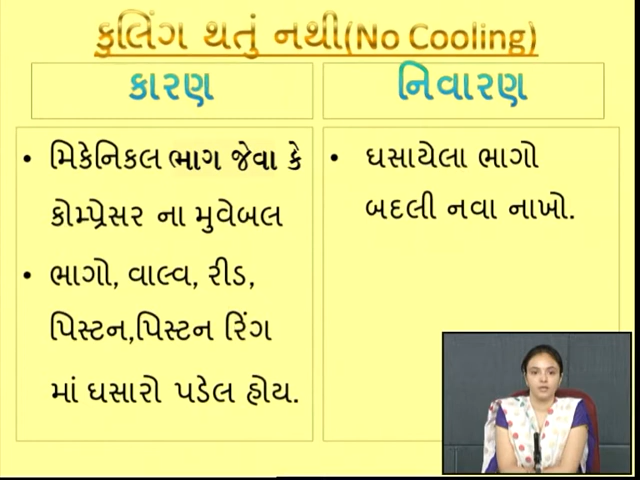 કુલિંગ થતું નથી(No Cooling)
કારણ
નિવારણ
• મિકેનિકલ ભાગ જેવા કે
કોમ્પ્રેસર ના મુવેબલ
• ભાગો, વાલ્વ, રીડ,
પિસ્ટન,પિસ્ટન રિંગ
માં ઘસારો પડેલ હોય.
• ઘસાયેલા ભાગો
બદલી નવા નાખો.